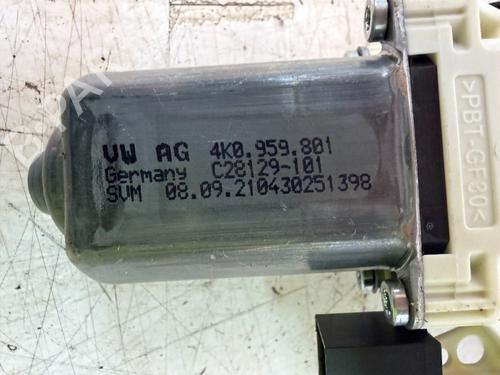 VW AG 4K0.959.801
Germany C28129-101
SVM 08.09.210430251398
>PBT-GF30<